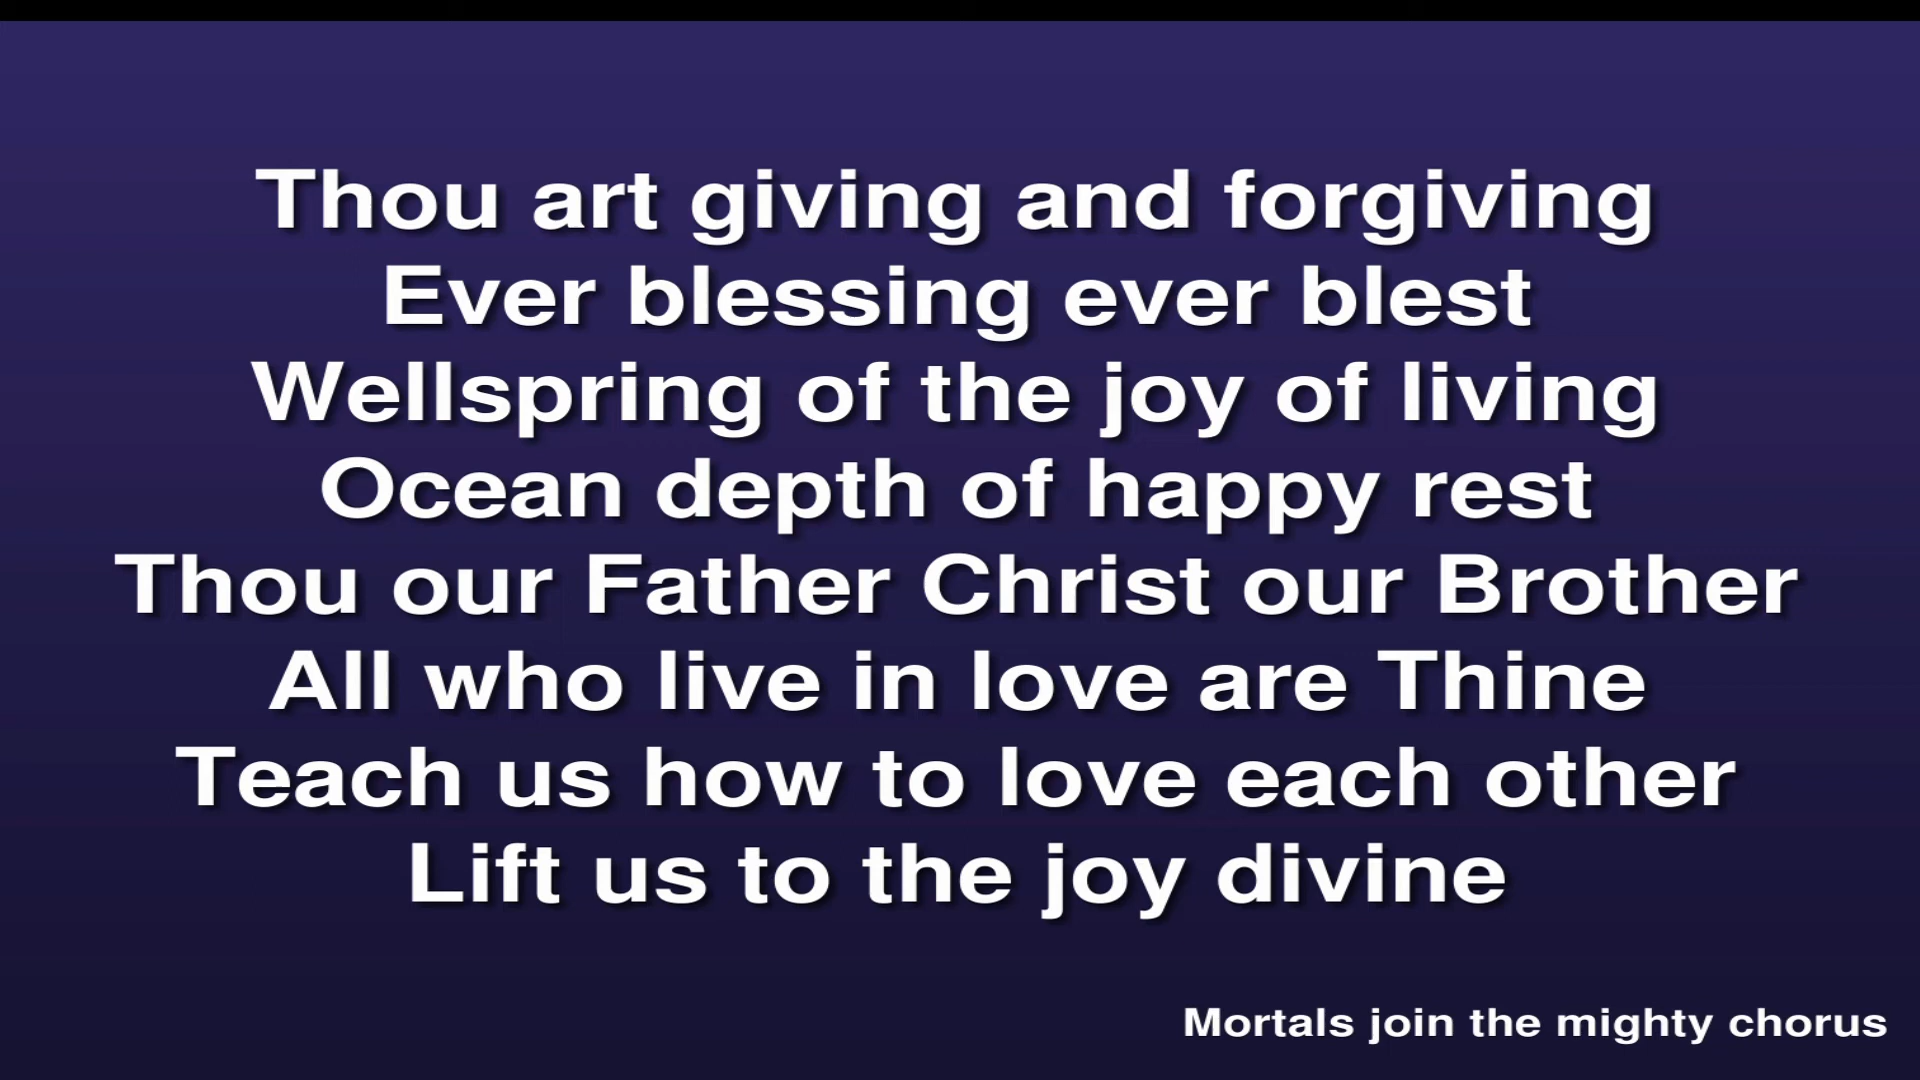 Thou art giving and forgiving
Ever blessing ever blest
Wellspring of the joy of living
Ocean depth of happy rest
Thou our Father Christ our Brother
All who live in love are Thine
Teach us how to love each other
Lift us to the joy divine
Mortals join the mighty chorus